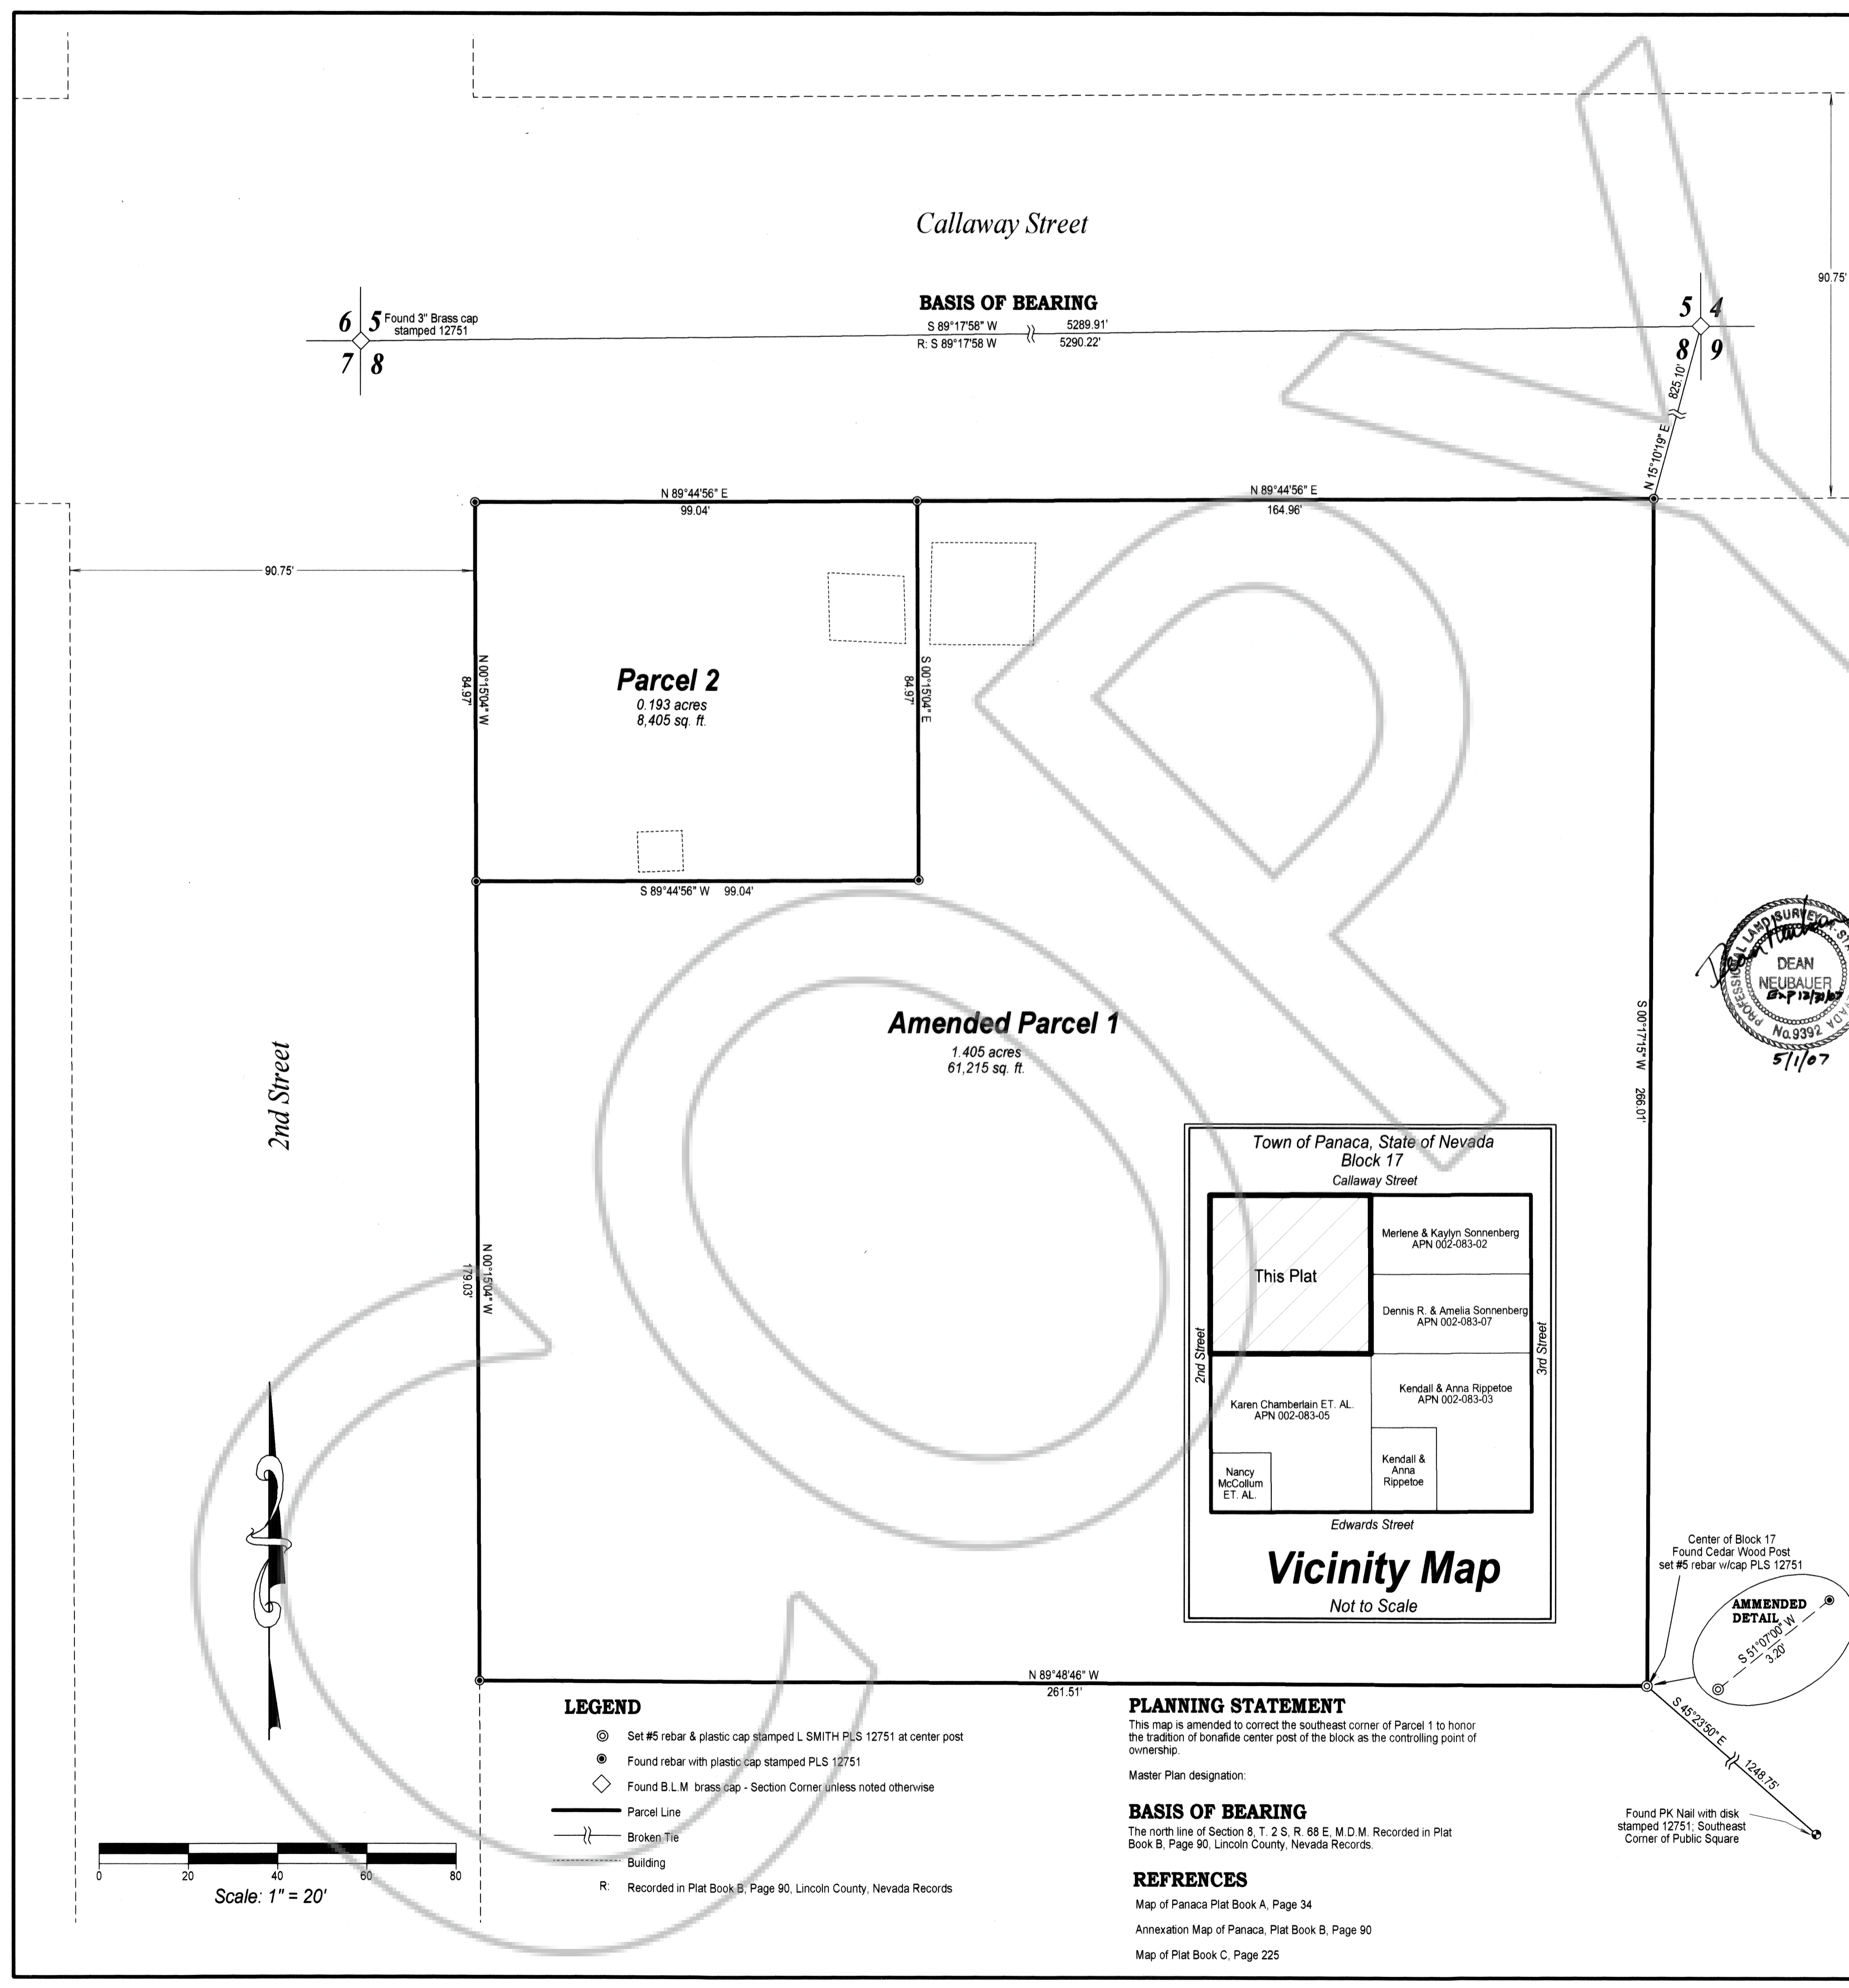 Callaway Street
BASIS OF BEARING
S 89°17'58" W 5289.91'
R: S 89°17'58 W 5290.22'
6 5
7 8
Found 3" Brass cap
stamped 12751
5 4
8 9
90.75'
N 15°10'19" E 825.10'
N 89°44'56" E
99.04'
N 89°44'56" E
164.96'
90.75'
N 00°15'04" W
84.97'
S 00°15'04" E
84.97'
Parcel 2
0.193 acres
8,405 sq. ft.
S 89°44'56" W 99.04'
Amended Parcel 1
1.405 acres
61,215 sq. ft.
2nd Street
N 00°15'04" W
179.03'
S 00°17'15" W 266.01'
PROFESSIONAL LAND SURVEYOR
DEAN
NEUBAUER
Exp 12/31/07
No. 9392
5/1/07
Town of Panaca, State of Nevada
Block 17
Callaway Street
This Plat
Merlene & Kaylyn Sonnenberg
APN 002-083-02
Dennis R. & Amelia Sonnenberg
APN 002-083-07
2nd Street
3rd Street
Karen Chamberlain ET. AL.
APN 002-083-05
Kendall & Anna Rippetoe
APN 002-083-03
Nancy
McCollum
ET. AL.
Kendall &
Anna
Rippetoe
Edwards Street
Vicinity Map
Not to Scale
Center of Block 17
Found Cedar Wood Post
set #5 rebar w/cap PLS 12751
AMMENDED
DETAIL
S 51°07'00" W
3.20'
N 89°48'46" W
261.51'
S 45°23'50" E 1248.75'
Found PK Nail with disk
stamped 12751; Southeast
Corner of Public Square
LEGEND
Set #5 rebar & plastic cap stamped L SMITH PLS 12751 at center post
Found rebar with plastic cap stamped PLS 12751
Found B.L.M brass cap - Section Corner unless noted otherwise
Parcel Line
Broken Tie
Building
R: Recorded in Plat Book B, Page 90, Lincoln County, Nevada Records
0 20 40 60 80
Scale: 1" = 20'
PLANNING STATEMENT
This map is amended to correct the southeast corner of Parcel 1 to honor
the tradition of bonafide center post of the block as the controlling point of
ownership.
Master Plan designation:
BASIS OF BEARING
The north line of Section 8, T. 2 S, R. 68 E, M.D.M. Recorded in Plat
Book B, Page 90, Lincoln County, Nevada Records.
REFRENCES
Map of Panaca Plat Book A, Page 34
Annexation Map of Panaca, Plat Book B, Page 90
Map of Plat Book C, Page 225
COPY